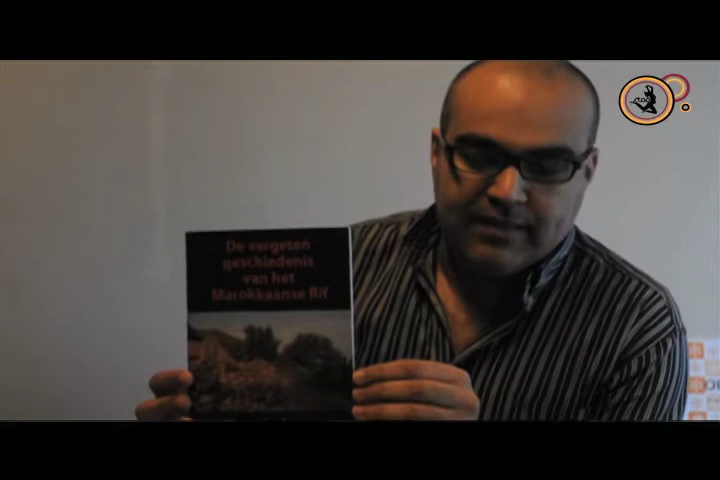 De vergeten
geschiedenis
van het
Marokkaanse Rif